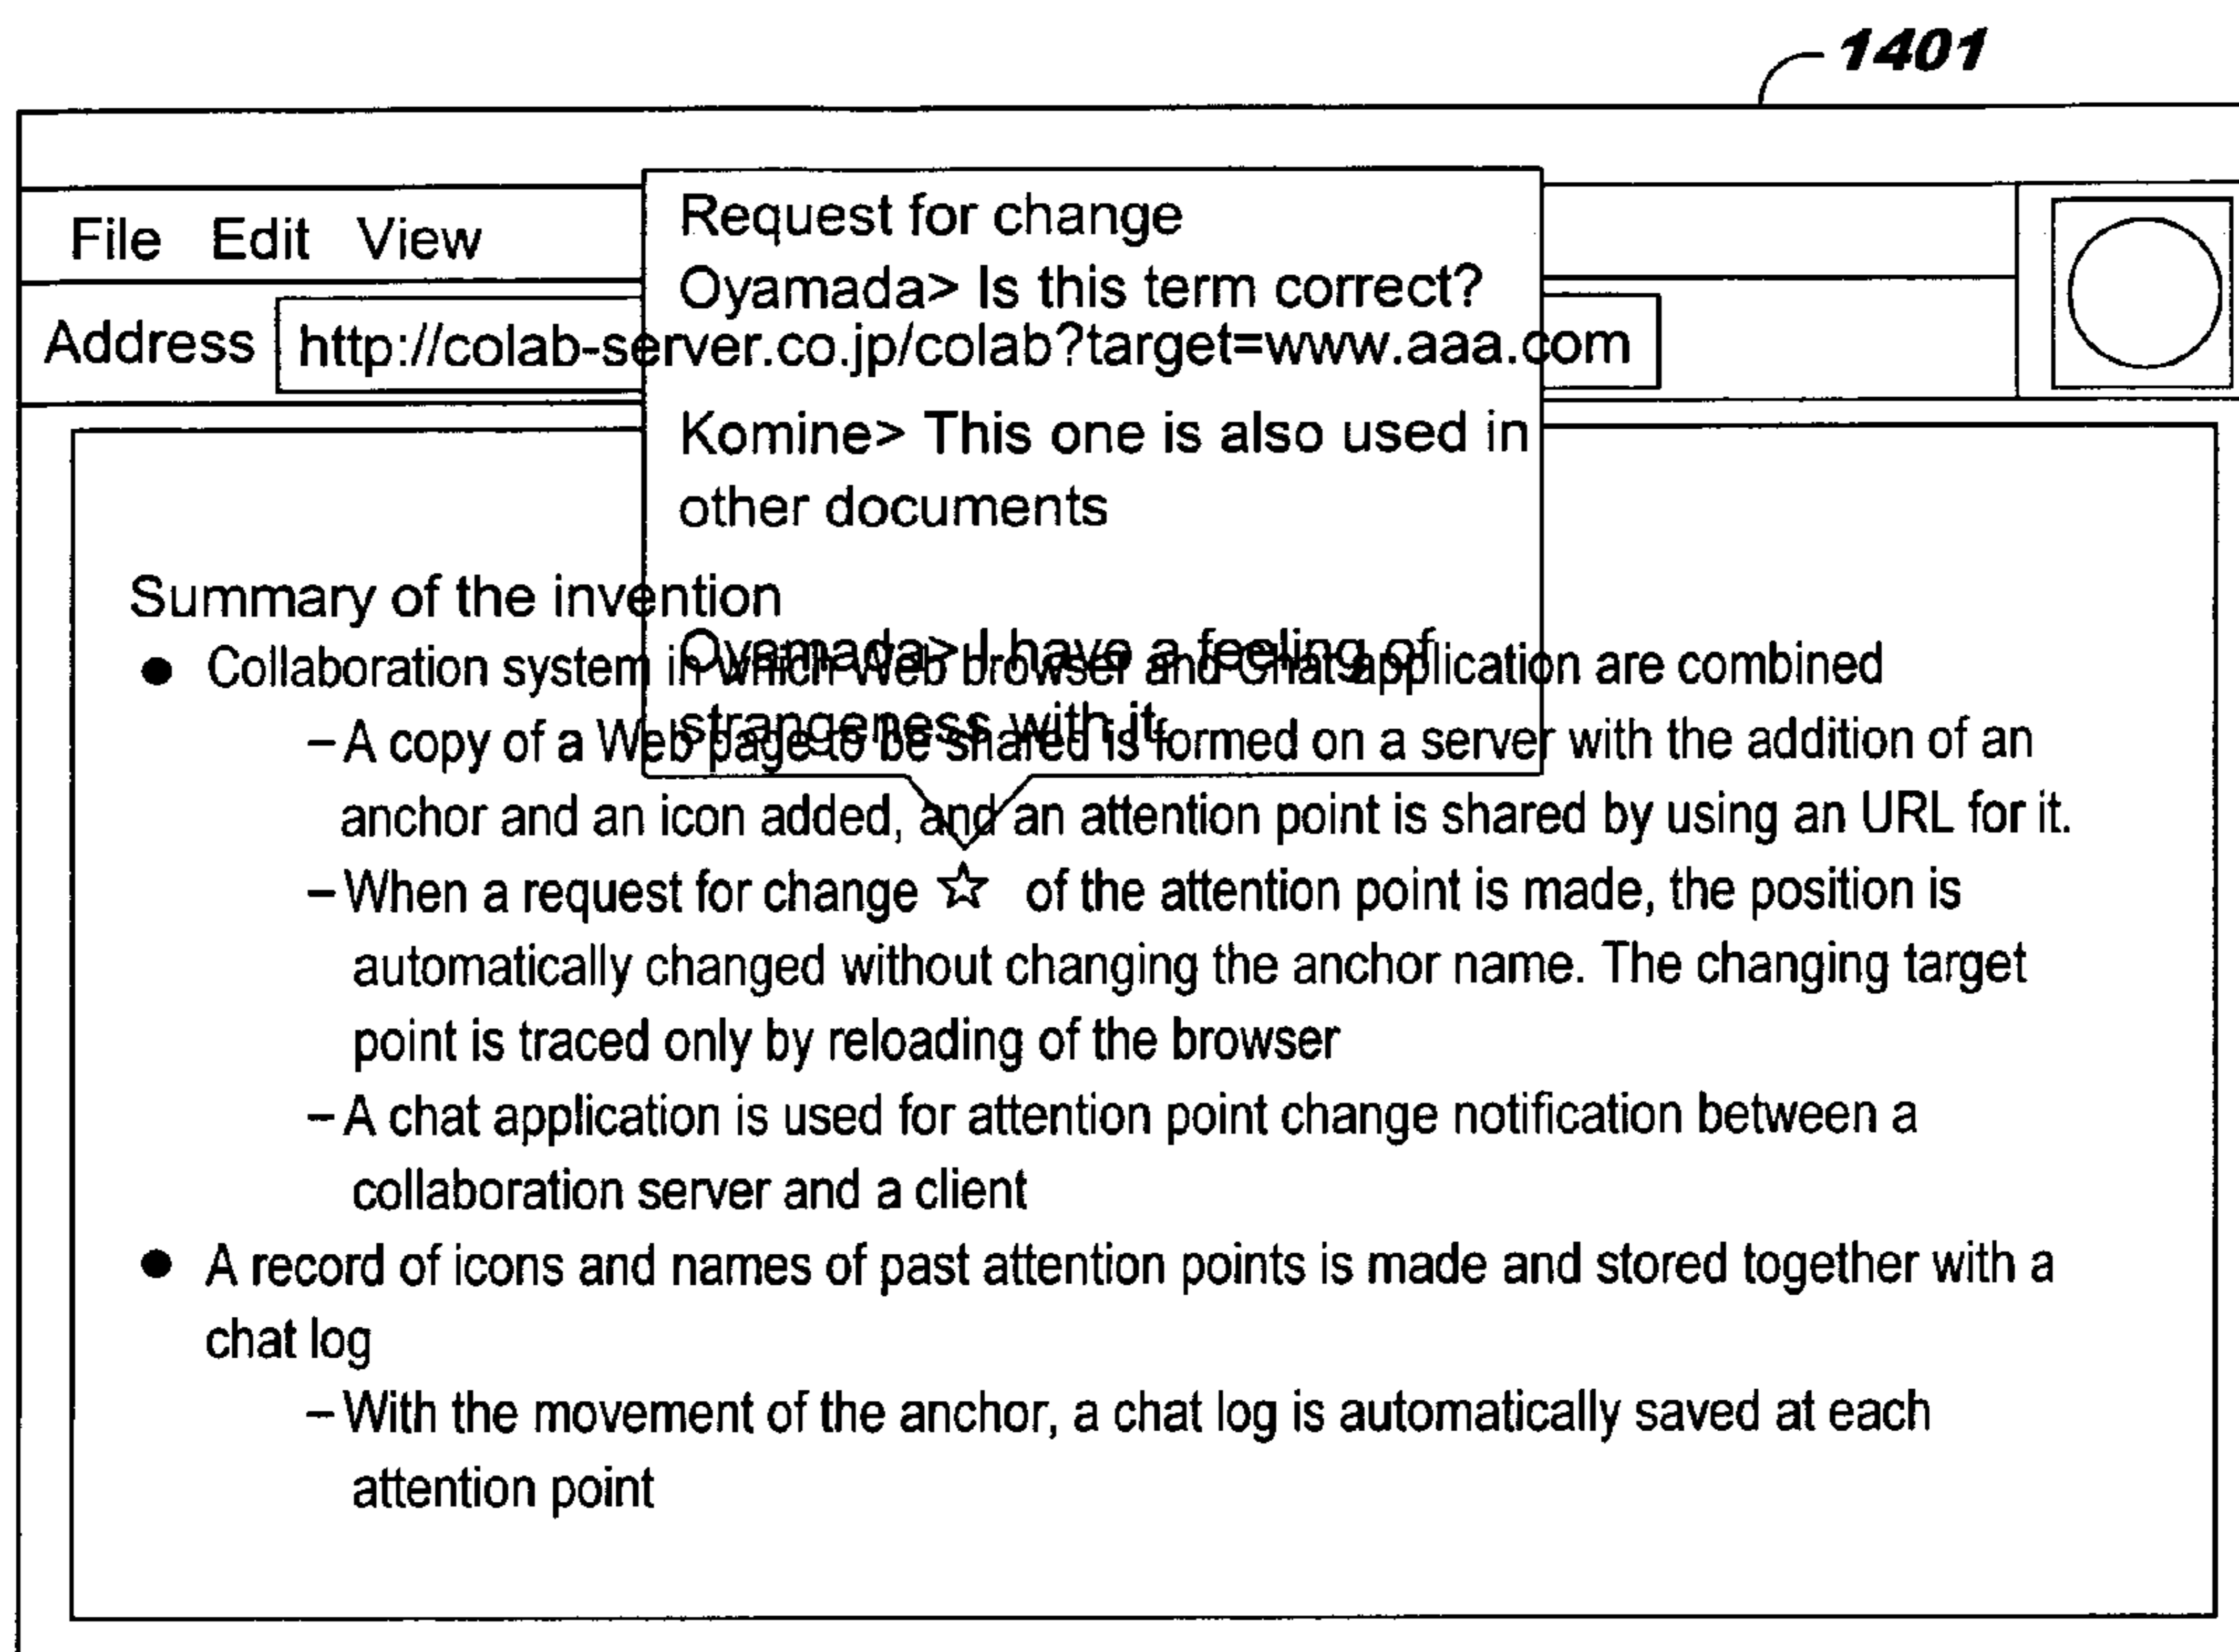 1401
File Edit View
Request for change
Oyamada> Is this term correct?
Address http://colab-server.co.jp/colab?target=www.aaa.com
Komine> This one is also used in
other documents
Summary of the invention
Oyamada> I have a feeling of
● Collaboration system in which Web browser and Chat application are combined
strangeness with it.
– A copy of a Web page to be shared is formed on a server with the addition of an
anchor and an icon added, and an attention point is shared by using an URL for it.
– When a request for change ☆ of the attention point is made, the position is
automatically changed without changing the anchor name. The changing target
point is traced only by reloading of the browser
– A chat application is used for attention point change notification between a
collaboration server and a client
● A record of icons and names of past attention points is made and stored together with a
chat log
– With the movement of the anchor, a chat log is automatically saved at each
attention point